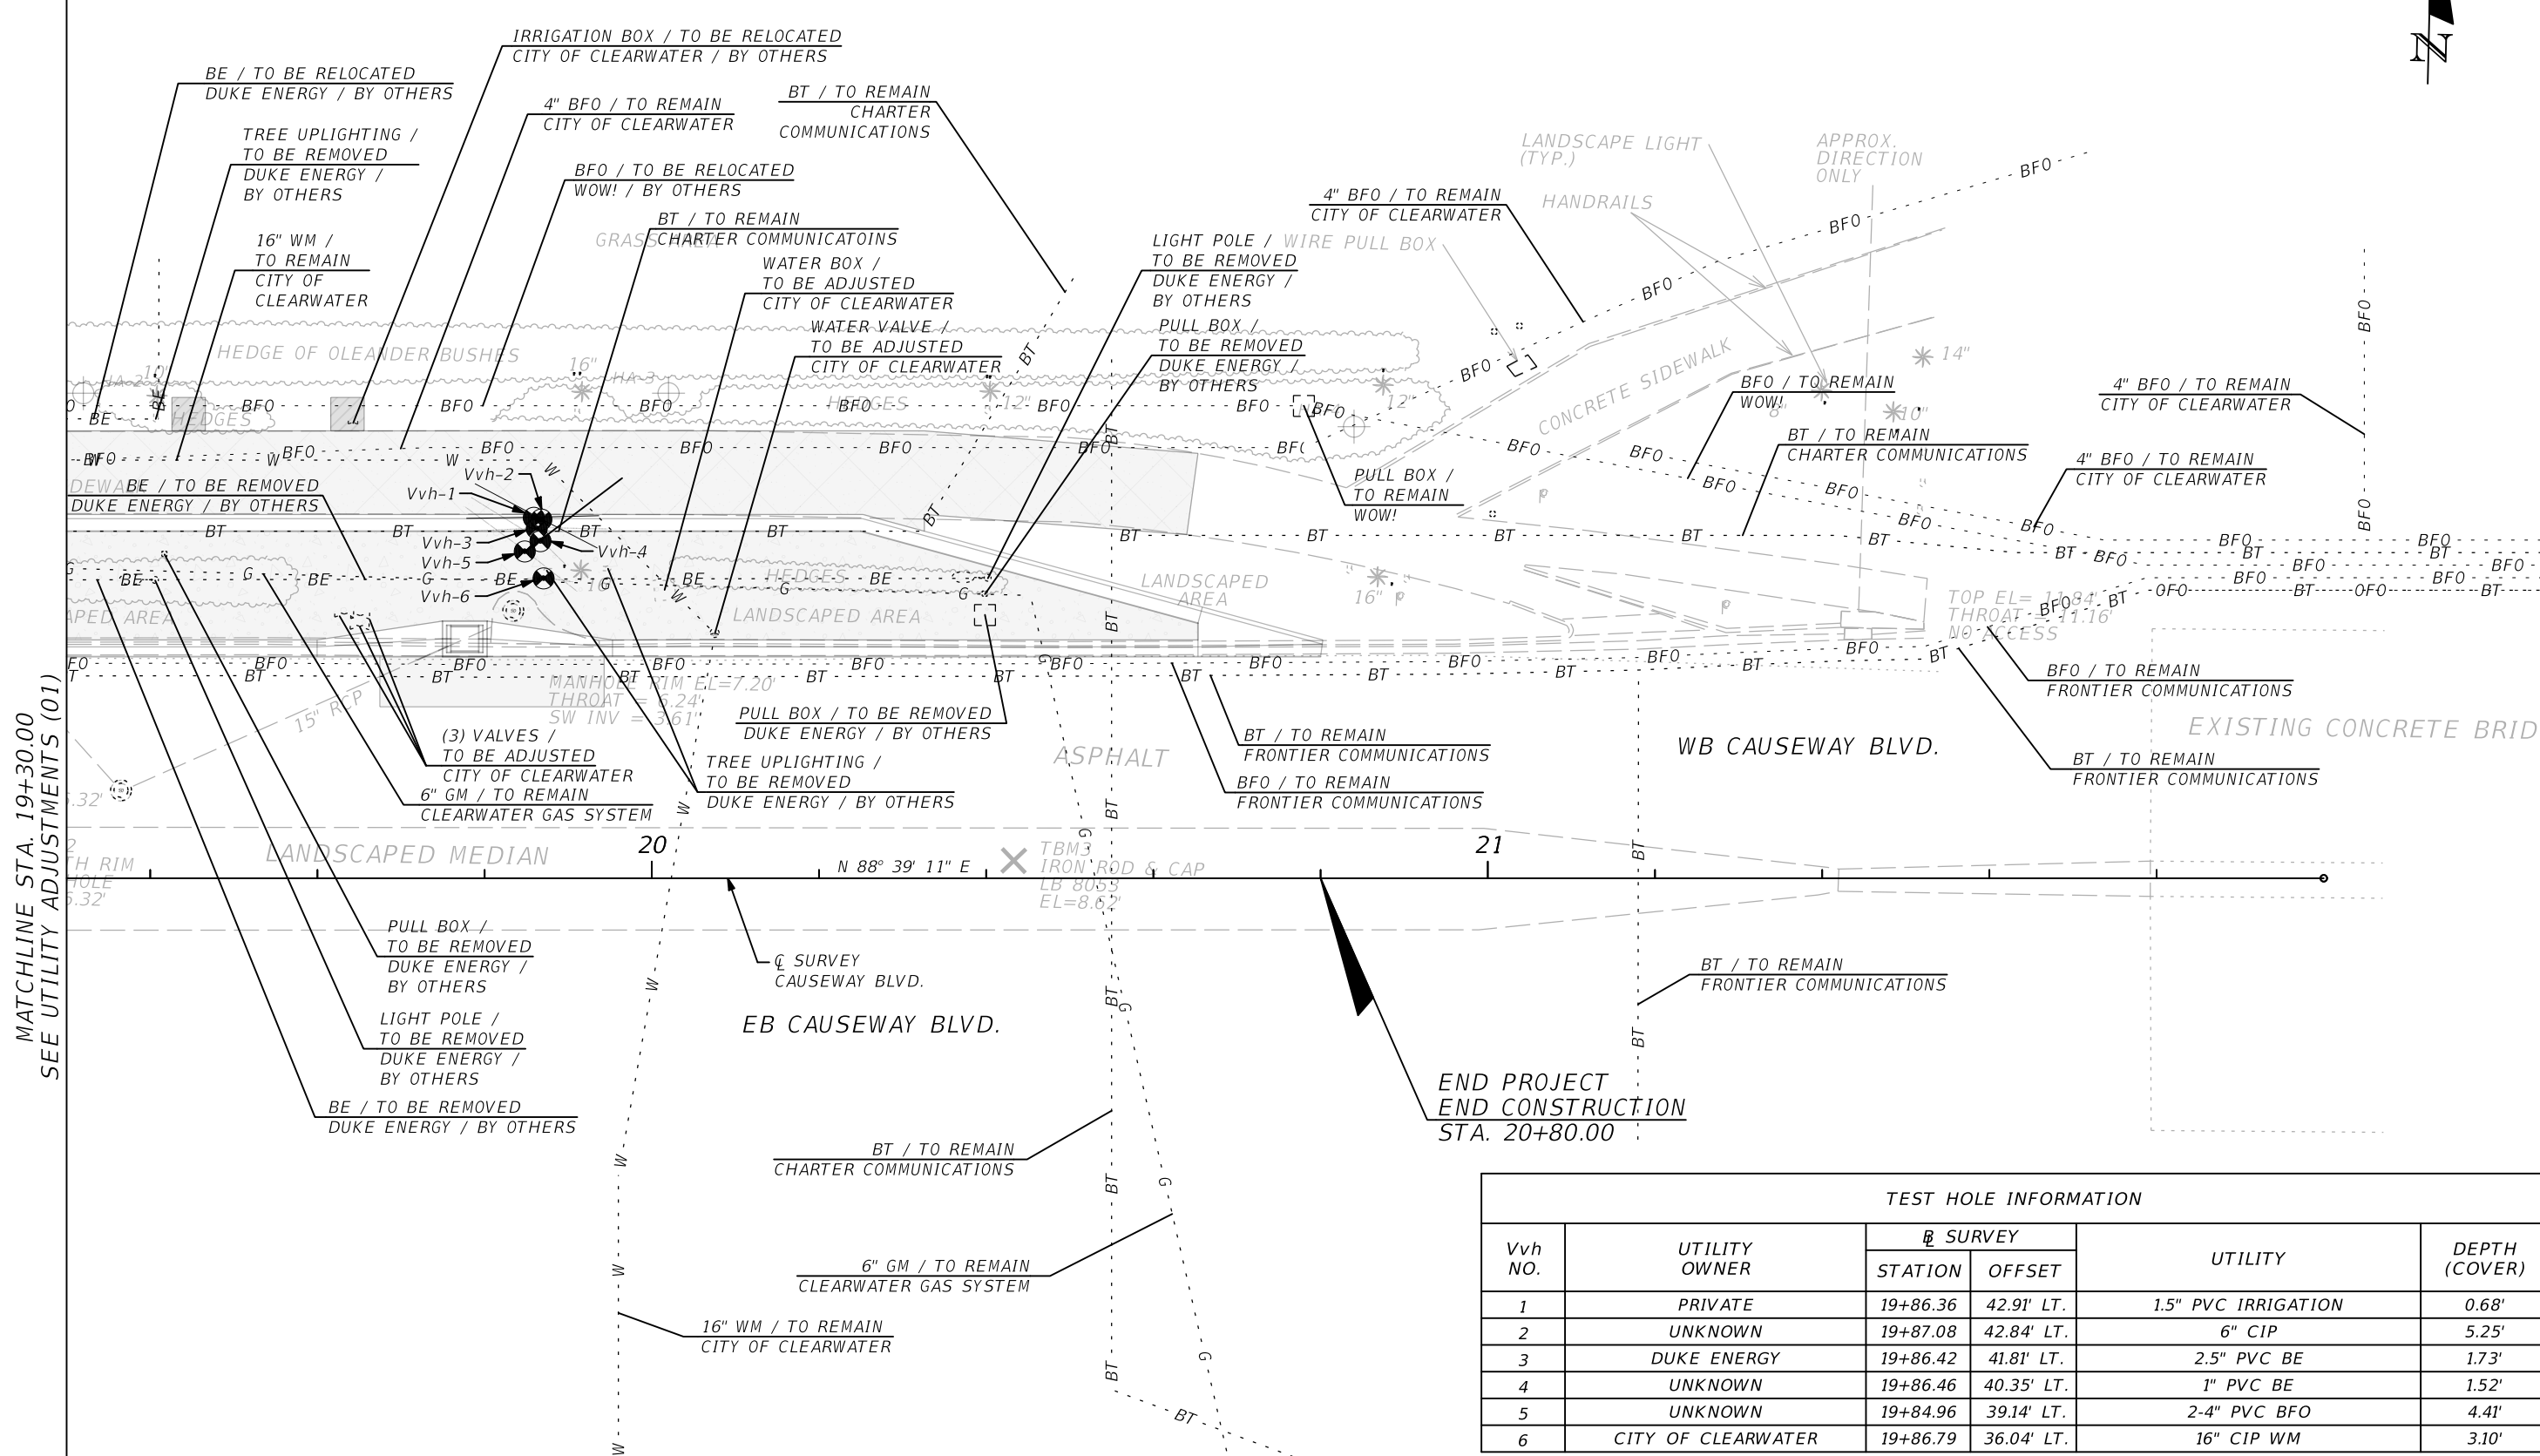 IRRIGATION BOX / TO BE RELOCATED
CITY OF CLEARWATER / BY OTHERS
BE / TO BE RELOCATED
DUKE ENERGY / BY OTHERS
4" BFO / TO REMAIN
CITY OF CLEARWATER
BT / TO REMAIN
CHARTER
COMMUNICATIONS
TREE UPLIGHTING /
TO BE REMOVED
DUKE ENERGY /
BY OTHERS
BFO / TO BE RELOCATED
WOW! / BY OTHERS
16" WM /
TO REMAIN
CITY OF
CLEARWATER
BT / TO REMAIN
CHARTER COMMUNICATOINS
GRASS AREA
WATER BOX /
TO BE ADJUSTED
CITY OF CLEARWATER
WATER VALVE /
TO BE ADJUSTED
CITY OF CLEARWATER
LIGHT POLE /
TO BE REMOVED
DUKE ENERGY /
BY OTHERS
PULL BOX /
TO BE REMOVED
DUKE ENERGY /
BY OTHERS
WIRE PULL BOX
4" BFO / TO REMAIN
CITY OF CLEARWATER
LANDSCAPE LIGHT
(TYP.)
HANDRAILS
APPROX.
DIRECTION
ONLY
N
HEDGE OF OLEANDER BUSHES
HA-2
10"
16"
HA-3
HEDGES
HEDGES
12"
12"
CONCRETE SIDEWALK
8"
10"
14"
BFO / TO REMAIN
WOW!
BT / TO REMAIN
CHARTER COMMUNICATIONS
4" BFO / TO REMAIN
CITY OF CLEARWATER
4" BFO / TO REMAIN
CITY OF CLEARWATER
PULL BOX /
TO REMAIN
WOW!
BE / TO BE REMOVED
DUKE ENERGY / BY OTHERS
Vvh-2
Vvh-1
Vvh-3
Vvh-4
Vvh-5
Vvh-6
HEDGES
LANDSCAPED AREA
LANDSCAPED
AREA
16"
TOP EL= 11.84'
THROAT = 11.16'
NO ACCESS
APED AREA
MANHOLE RIM EL=7.20'
THROAT = 6.24'
SW INV = 3.61'
15" RCP
PULL BOX / TO BE REMOVED
DUKE ENERGY / BY OTHERS
(3) VALVES /
TO BE ADJUSTED
CITY OF CLEARWATER
6" GM / TO REMAIN
CLEARWATER GAS SYSTEM
TREE UPLIGHTING /
TO BE REMOVED
DUKE ENERGY / BY OTHERS
ASPHALT
BT / TO REMAIN
FRONTIER COMMUNICATIONS
BFO / TO REMAIN
FRONTIER COMMUNICATIONS
WB CAUSEWAY BLVD.
BFO / TO REMAIN
FRONTIER COMMUNICATIONS
BT / TO REMAIN
FRONTIER COMMUNICATIONS
EXISTING CONCRETE BRID
MATCHLINE STA. 19+30.00
SEE UTILITY ADJUSTMENTS (01)
LANDSCAPED MEDIAN
20
21
N 88° 39' 11" E
TBM3
IRON ROD & CAP
LB 8053
EL=8.62'
PULL BOX /
TO BE REMOVED
DUKE ENERGY /
BY OTHERS
LIGHT POLE /
TO BE REMOVED
DUKE ENERGY /
BY OTHERS
BE / TO BE REMOVED
DUKE ENERGY / BY OTHERS
℄ SURVEY
CAUSEWAY BLVD.
EB CAUSEWAY BLVD.
BT / TO REMAIN
FRONTIER COMMUNICATIONS
END PROJECT
END CONSTRUCTION
STA. 20+80.00
BT / TO REMAIN
CHARTER COMMUNICATIONS
6" GM / TO REMAIN
CLEARWATER GAS SYSTEM
16" WM / TO REMAIN
CITY OF CLEARWATER
TEST HOLE INFORMATION
Vvh NO. UTILITY OWNER BL SURVEY STATION OFFSET UTILITY DEPTH (COVER)
1 PRIVATE 19+86.36 42.91' LT. 1.5" PVC IRRIGATION 0.68'
2 UNKNOWN 19+87.08 42.84' LT. 6" CIP 5.25'
3 DUKE ENERGY 19+86.42 41.81' LT. 2.5" PVC BE 1.73'
4 UNKNOWN 19+86.46 40.35' LT. 1" PVC BE 1.52'
5 UNKNOWN 19+84.96 39.14' LT. 2-4" PVC BFO 4.41'
6 CITY OF CLEARWATER 19+86.79 36.04' LT. 16" CIP WM 3.10'